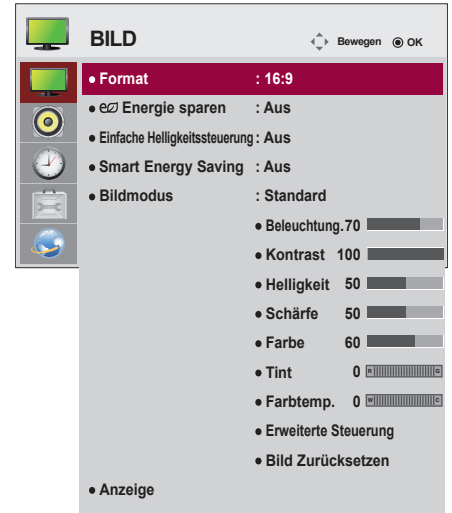 BILD Bewegen OK
• Format : 16:9
• e Energie sparen : Aus
• Einfache Helligkeitssteuerung : Aus
• Smart Energy Saving : Aus
• Bildmodus : Standard
• Beleuchtung. 70
• Kontrast 100
• Helligkeit 50
• Schärfe 50
• Farbe 60
• Tint 0 R G
• Farbtemp. 0 W C
• Erweiterte Steuerung
• Bild Zurücksetzen
• Anzeige